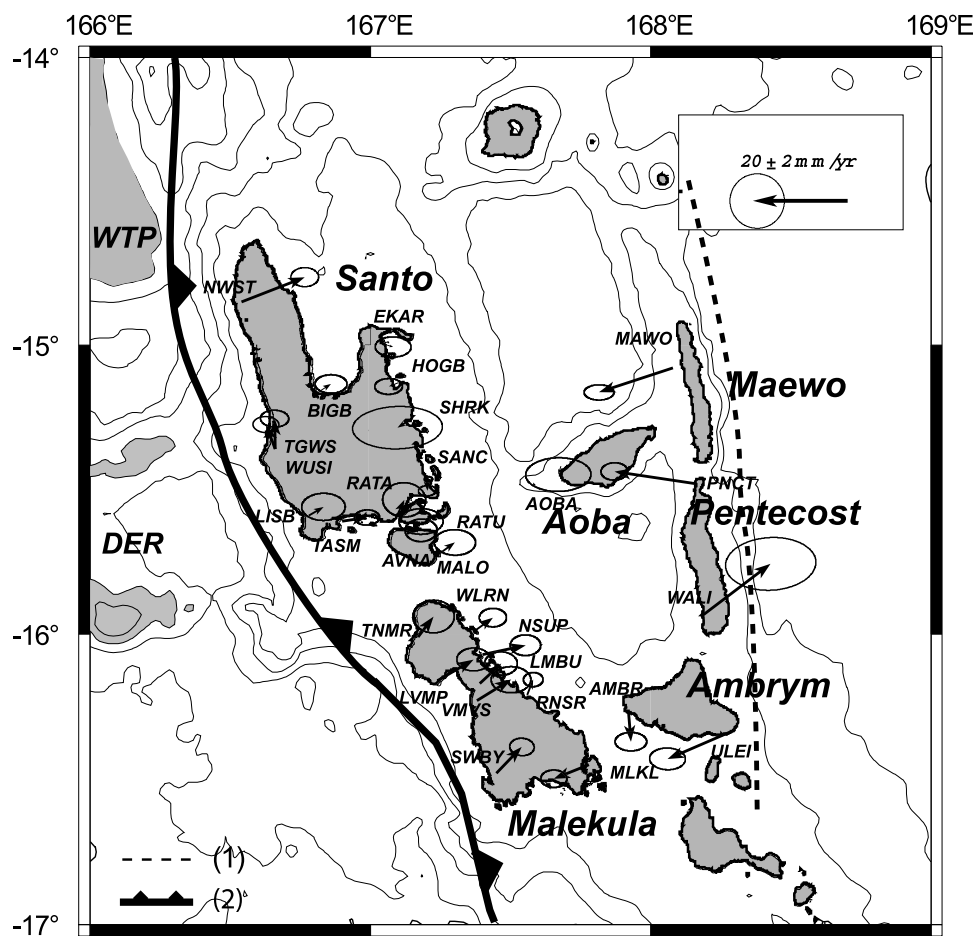 166°E 167°E 168°E 169°E
-14°
20 ± 2 mm/yr
WTP
NWST
Santo
EKAR
-15°
MAWO
HOGB
Maewo
BIGB
SHRK
TGWS
SANC
WUSI
RATA
PNCT
AOBA
Pentecost
LISB
RATU
Aoba
TASM
DER
AVNA
MALO
WLRN
WALI
-16°
TNMR
NSUP
LMBU
AMBR
Ambrym
LVMP
VMYS
RNSR
SWBY
ULEI
MLKL
Malekula
(1)
(2)
-17°